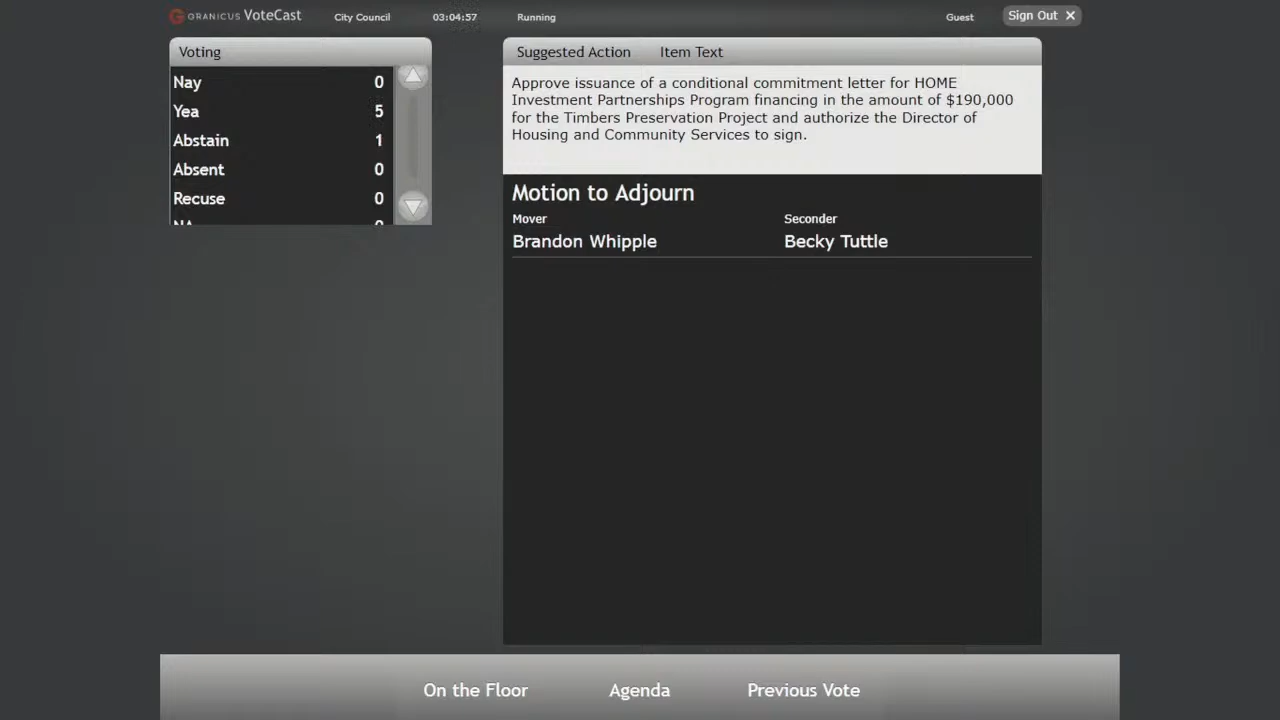 GRANICUS VoteCast City Council 03:04:57 Running Guest Sign Out X
Voting
Nay 0
Yea 5
Abstain 1
Absent 0
Recuse 0
NA 0
Suggested Action Item Text
Approve issuance of a conditional commitment letter for HOME
Investment Partnerships Program financing in the amount of $190,000
for the Timbers Preservation Project and authorize the Director of
Housing and Community Services to sign.
Motion to Adjourn
Mover Seconder
Brandon Whipple Becky Tuttle
On the Floor Agenda Previous Vote